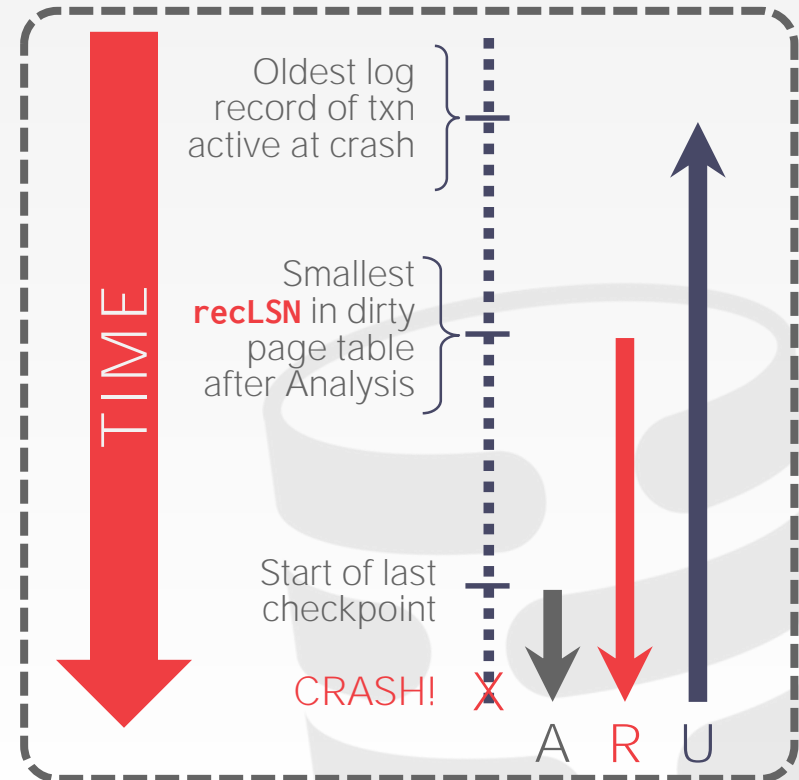 Oldest log
record of txn
active at crash
TIME
Smallest
recLSN in dirty
page table
after Analysis
Start of last
checkpoint
CRASH! X
A R U